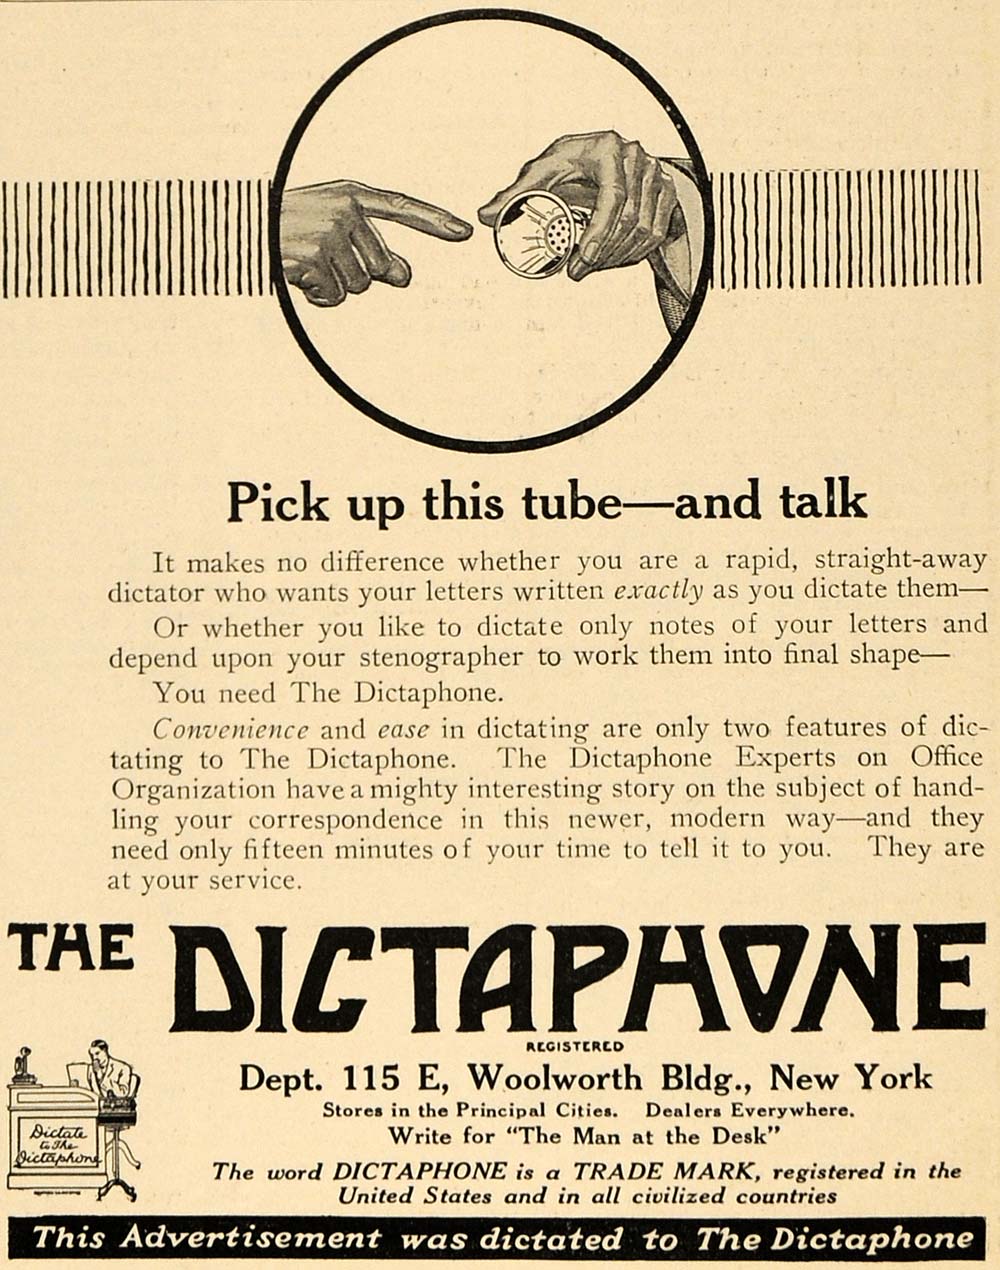 Pick up this tube—and talk
It makes no difference whether you are a rapid, straight-away
dictator who wants your letters written exactly as you dictate them—
Or whether you like to dictate only notes of your letters and
depend upon your stenographer to work them into final shape—
You need The Dictaphone.
Convenience and ease in dictating are only two features of dic-
tating to The Dictaphone. The Dictaphone Experts on Office
Organization have a mighty interesting story on the subject of hand-
ling your correspondence in this newer, modern way—and they
need only fifteen minutes of your time to tell it to you. They are
at your service.
THE DICTAPHONE
REGISTERED
Dept. 115 E, Woolworth Bldg., New York
Stores in the Principal Cities. Dealers Everywhere.
Write for "The Man at the Desk"
Dictate
to The
Dictaphone
The word DICTAPHONE is a TRADE MARK, registered in the
United States and in all civilized countries
This Advertisement was dictated to The Dictaphone